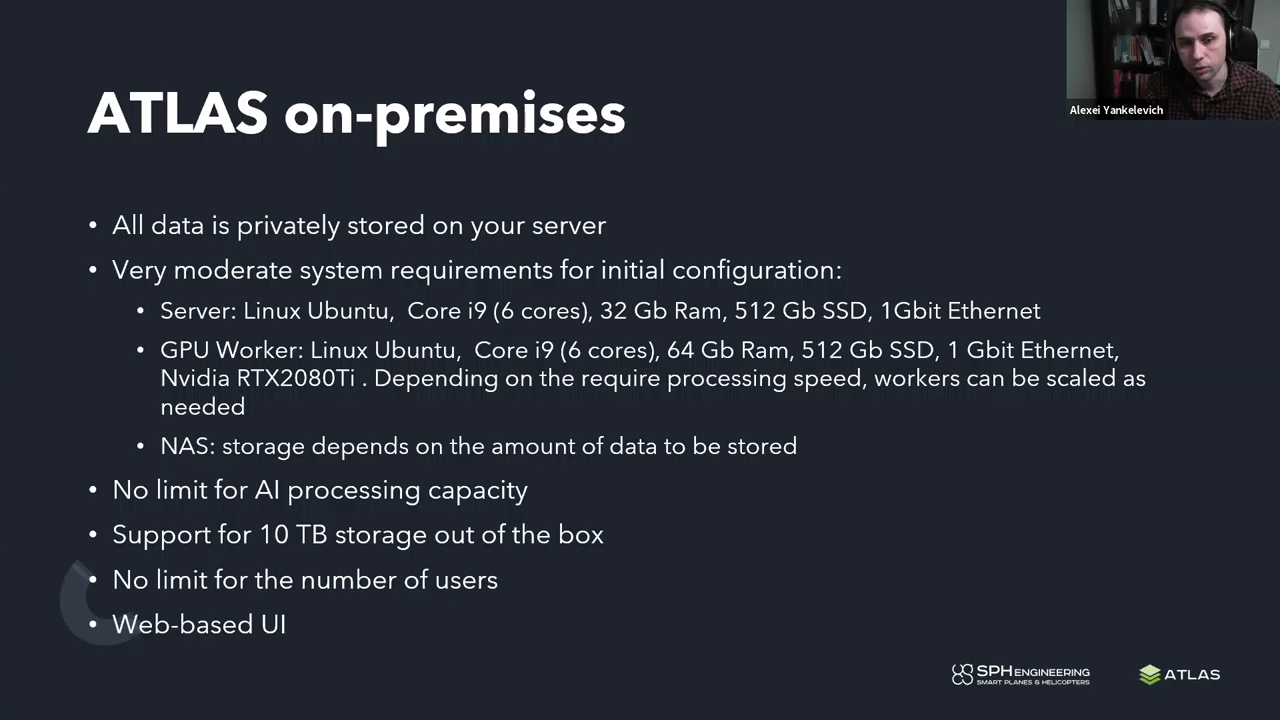 Alexei Yankelevich
ATLAS on-premises
• All data is privately stored on your server
• Very moderate system requirements for initial configuration:
• Server: Linux Ubuntu, Core i9 (6 cores), 32 Gb Ram, 512 Gb SSD, 1Gbit Ethernet
• GPU Worker: Linux Ubuntu, Core i9 (6 cores), 64 Gb Ram, 512 Gb SSD, 1 Gbit Ethernet,
Nvidia RTX2080Ti . Depending on the require processing speed, workers can be scaled as
needed
• NAS: storage depends on the amount of data to be stored
• No limit for AI processing capacity
• Support for 10 TB storage out of the box
• No limit for the number of users
• Web-based UI
SPH ENGINEERING
SMART PLANES & HELICOPTERS
ATLAS